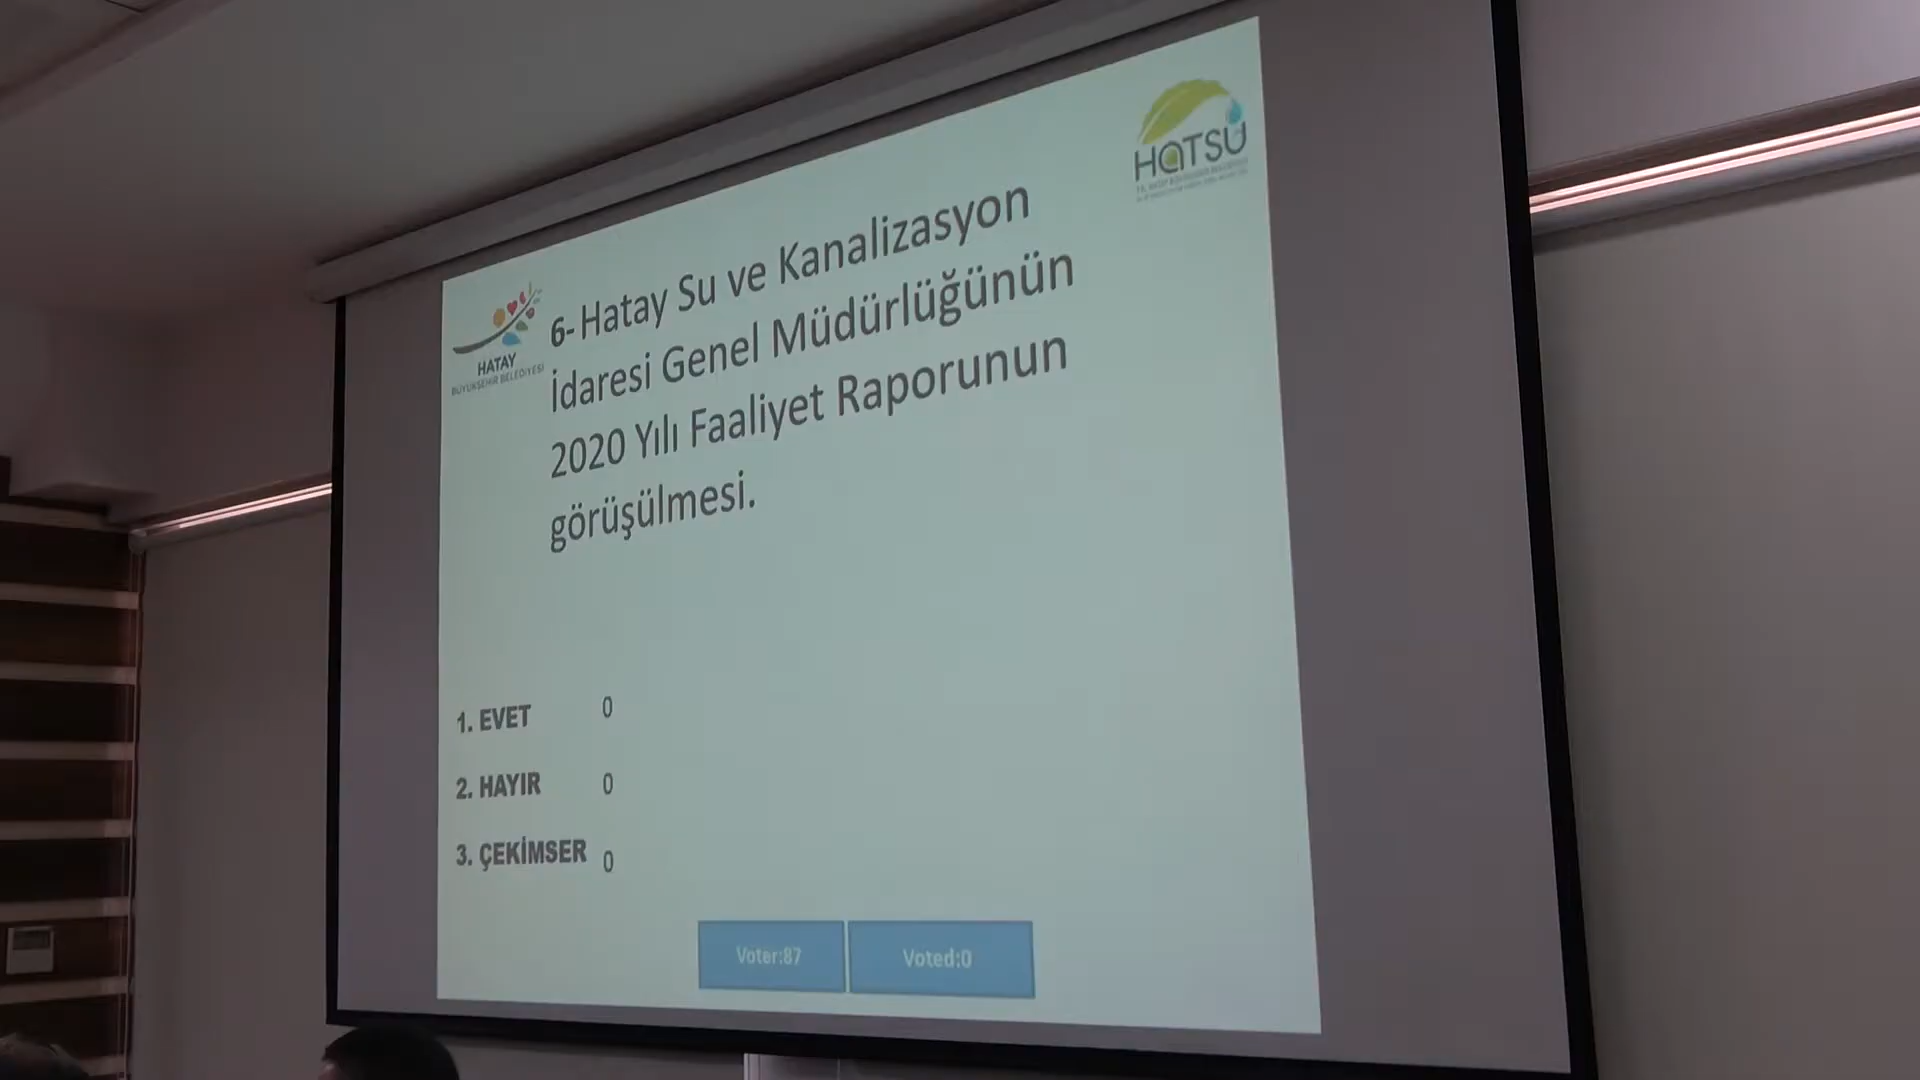 HATSU
6-Hatay Su ve Kanalizasyon
İdaresi Genel Müdürlüğünün
2020 Yılı Faaliyet Raporunun
görüşülmesi.
HATAY
BÜYÜKŞEHİR BELEDİYESİ
1. EVET 0
2. HAYIR 0
3. ÇEKİMSER 0
Voter:87 Voted:0